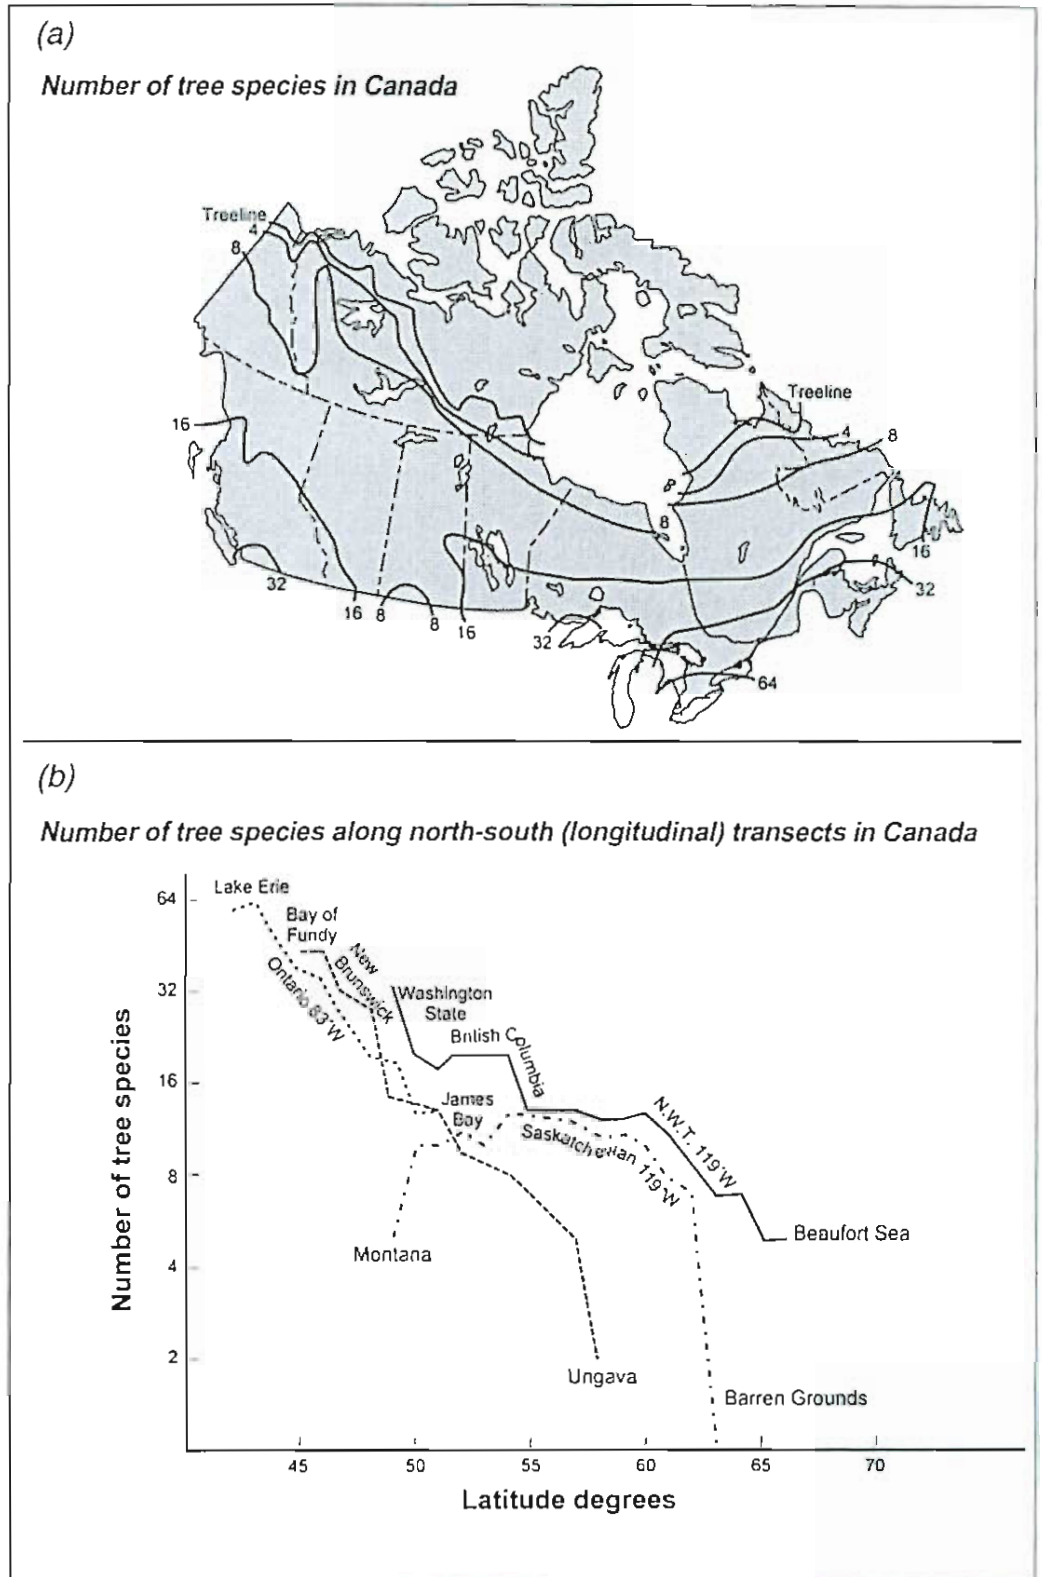 (a)
Number of tree species in Canada
Treeline
4
8
Treeline
16
4
8
8
8
16
32
16
8
8
16
32
32
64
(b)
Number of tree species along north-south (longitudinal) transects in Canada
64
32
16
8
4
2
Number of tree species
Lake Erie
Bay of
Fundy
New
Brunswick
Ontario 83°W
Washington
State
British Columbia
James
Bay
Saskatchewan 119°W
N.W.T. 119°W
Montana
Beaufort Sea
Ungava
Barren Grounds
45
50
55
60
65
70
Latitude degrees